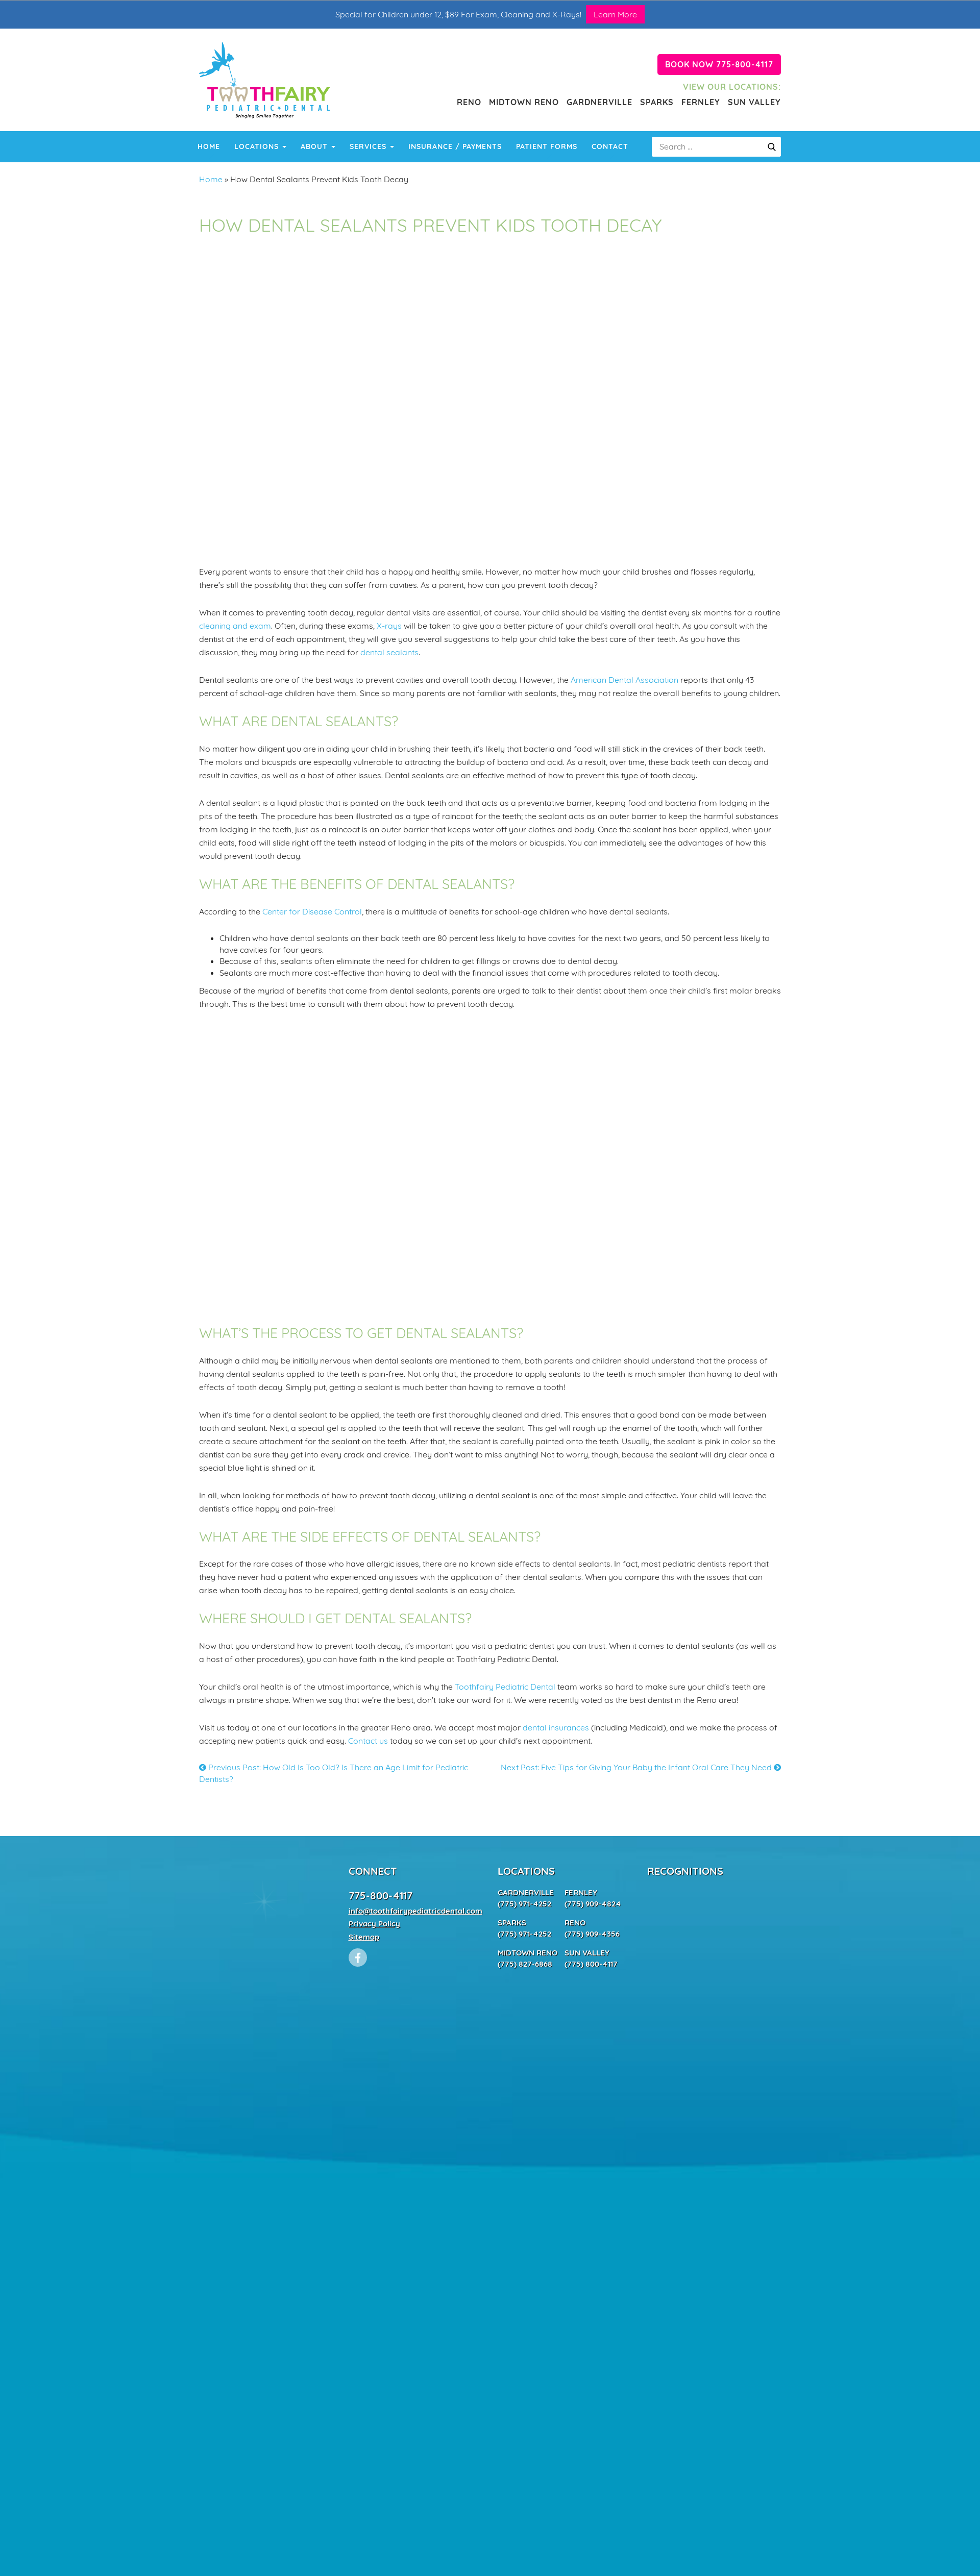 Special for Children under 12, $89 For Exam, Cleaning and X-Rays! Learn More
TOOTHFAIRY
PEDIATRIC+DENTAL
Bringing Smiles Together
BOOK NOW 775-800-4117
VIEW OUR LOCATIONS:
RENO MIDTOWN RENO GARDNERVILLE SPARKS FERNLEY SUN VALLEY
HOME LOCATIONS ABOUT SERVICES INSURANCE / PAYMENTS PATIENT FORMS CONTACT Search ...
Home » How Dental Sealants Prevent Kids Tooth Decay
HOW DENTAL SEALANTS PREVENT KIDS TOOTH DECAY
Every parent wants to ensure that their child has a happy and healthy smile. However, no matter how much your child brushes and flosses regularly,
there's still the possibility that they can suffer from cavities. As a parent, how can you prevent tooth decay?
When it comes to preventing tooth decay, regular dental visits are essential, of course. Your child should be visiting the dentist every six months for a routine
cleaning and exam. Often, during these exams, X-rays will be taken to give you a better picture of your child's overall oral health. As you consult with the
dentist at the end of each appointment, they will give you several suggestions to help your child take the best care of their teeth. As you have this
discussion, they may bring up the need for dental sealants.
Dental sealants are one of the best ways to prevent cavities and overall tooth decay. However, the American Dental Association reports that only 43
percent of school-age children have them. Since so many parents are not familiar with sealants, they may not realize the overall benefits to young children.
WHAT ARE DENTAL SEALANTS?
No matter how diligent you are in aiding your child in brushing their teeth, it's likely that bacteria and food will still stick in the crevices of their back teeth.
The molars and bicuspids are especially vulnerable to attracting the buildup of bacteria and acid. As a result, over time, these back teeth can decay and
result in cavities, as well as a host of other issues. Dental sealants are an effective method of how to prevent this type of tooth decay.
A dental sealant is a liquid plastic that is painted on the back teeth and that acts as a preventative barrier, keeping food and bacteria from lodging in the
pits of the teeth. The procedure has been illustrated as a type of raincoat for the teeth; the sealant acts as an outer barrier to keep the harmful substances
from lodging in the teeth, just as a raincoat is an outer barrier that keeps water off your clothes and body. Once the sealant has been applied, when your
child eats, food will slide right off the teeth instead of lodging in the pits of the molars or bicuspids. You can immediately see the advantages of how this
would prevent tooth decay.
WHAT ARE THE BENEFITS OF DENTAL SEALANTS?
According to the Center for Disease Control, there is a multitude of benefits for school-age children who have dental sealants.
• Children who have dental sealants on their back teeth are 80 percent less likely to have cavities for the next two years, and 50 percent less likely to
have cavities for four years.
• Because of this, sealants often eliminate the need for children to get fillings or crowns due to dental decay.
• Sealants are much more cost-effective than having to deal with the financial issues that come with procedures related to tooth decay.
Because of the myriad of benefits that come from dental sealants, parents are urged to talk to their dentist about them once their child's first molar breaks
through. This is the best time to consult with them about how to prevent tooth decay.
WHAT'S THE PROCESS TO GET DENTAL SEALANTS?
Although a child may be initially nervous when dental sealants are mentioned to them, both parents and children should understand that the process of
having dental sealants applied to the teeth is pain-free. Not only that, the procedure to apply sealants to the teeth is much simpler than having to deal with
effects of tooth decay. Simply put, getting a sealant is much better than having to remove a tooth!
When it's time for a dental sealant to be applied, the teeth are first thoroughly cleaned and dried. This ensures that a good bond can be made between
tooth and sealant. Next, a special gel is applied to the teeth that will receive the sealant. This gel will rough up the enamel of the tooth, which will further
create a secure attachment for the sealant on the teeth. After that, the sealant is carefully painted onto the teeth. Usually, the sealant is pink in color so the
dentist can be sure they get into every crack and crevice. They don't want to miss anything! Not to worry, though, because the sealant will dry clear once a
special blue light is shined on it.
In all, when looking for methods of how to prevent tooth decay, utilizing a dental sealant is one of the most simple and effective. Your child will leave the
dentist's office happy and pain-free!
WHAT ARE THE SIDE EFFECTS OF DENTAL SEALANTS?
Except for the rare cases of those who have allergic issues, there are no known side effects to dental sealants. In fact, most pediatric dentists report that
they have never had a patient who experienced any issues with the application of their dental sealants. When you compare this with the issues that can
arise when tooth decay has to be repaired, getting dental sealants is an easy choice.
WHERE SHOULD I GET DENTAL SEALANTS?
Now that you understand how to prevent tooth decay, it's important you visit a pediatric dentist you can trust. When it comes to dental sealants (as well as
a host of other procedures), you can have faith in the kind people at Toothfairy Pediatric Dental.
Your child's oral health is of the utmost importance, which is why the Toothfairy Pediatric Dental team works so hard to make sure your child's teeth are
always in pristine shape. When we say that we're the best, don't take our word for it. We were recently voted as the best dentist in the Reno area!
Visit us today at one of our locations in the greater Reno area. We accept most major dental insurances (including Medicaid), and we make the process of
accepting new patients quick and easy. Contact us today so we can set up your child's next appointment.
Previous Post: How Old Is Too Old? Is There an Age Limit for Pediatric
Dentists?
Next Post: Five Tips for Giving Your Baby the Infant Oral Care They Need
CONNECT
775-800-4117
info@toothfairypediatricdental.com
Privacy Policy
Sitemap
LOCATIONS
GARDNERVILLE
(775) 971-4252
SPARKS
(775) 971-4252
MIDTOWN RENO
(775) 827-6868
FERNLEY
(775) 909-4824
RENO
(775) 909-4356
SUN VALLEY
(775) 800-4117
RECOGNITIONS